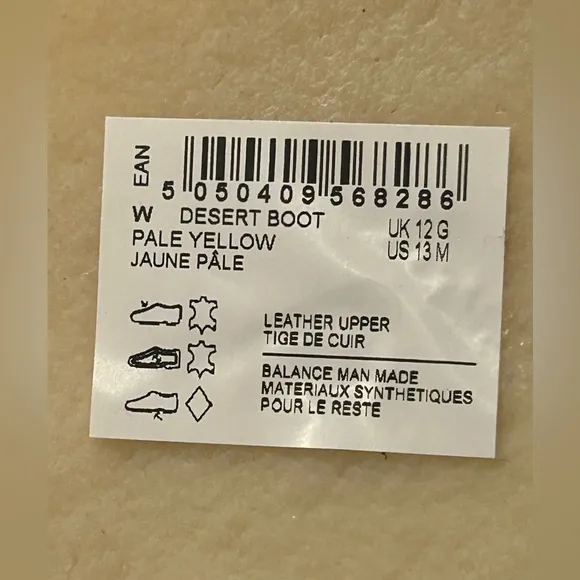 EAN
5 050409 568286
W DESERT BOOT
UK 12 G
PALE YELLOW
US 13 M
JAUNE PÂLE
LEATHER UPPER
TIGE DE CUIR
BALANCE MAN MADE
MATERIAUX SYNTHETIQUES
POUR LE RESTE